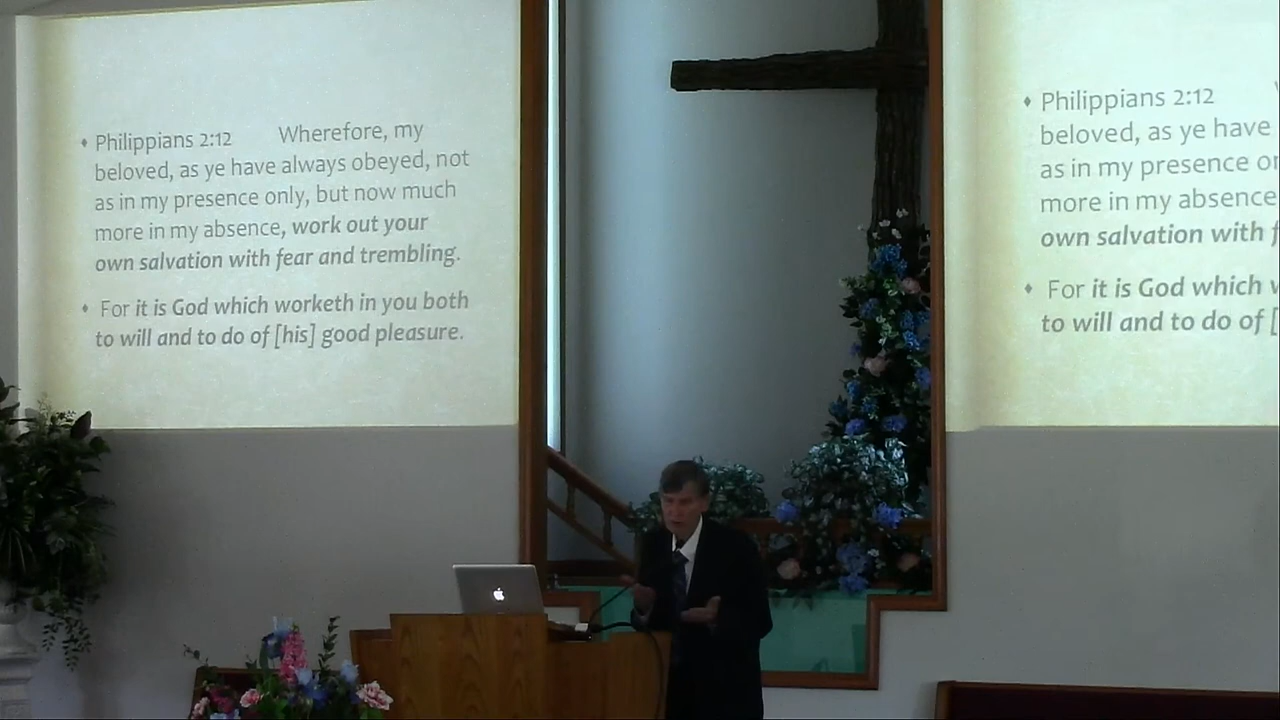 ♦ Philippians 2:12 Wherefore, my
beloved, as ye have always obeyed, not
as in my presence only, but now much
more in my absence, work out your
own salvation with fear and trembling.
♦ For it is God which worketh in you both
to will and to do of [his] good pleasure.
♦ Philippians 2:12
beloved, as ye have
as in my presence
more in my absence
own salvation with
♦ For it is God which
to will and to do of [